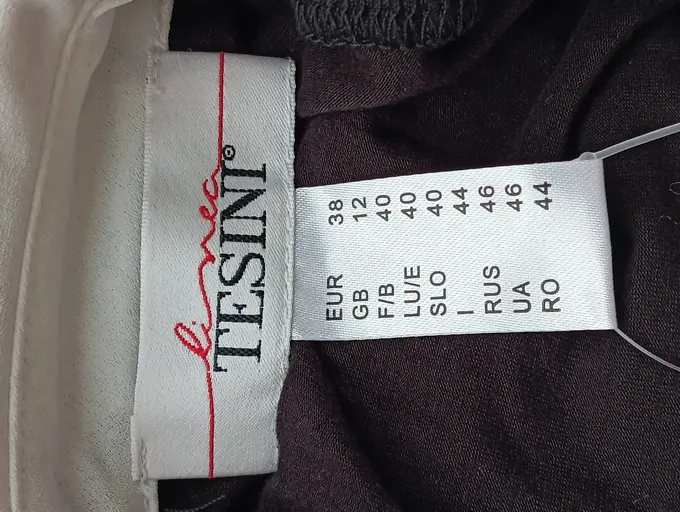 linea
TESINI®
EUR 38
GB 12
F/B 40
LU/E 40
SLO 40
I 44
RUS 46
UA 46
RO 44